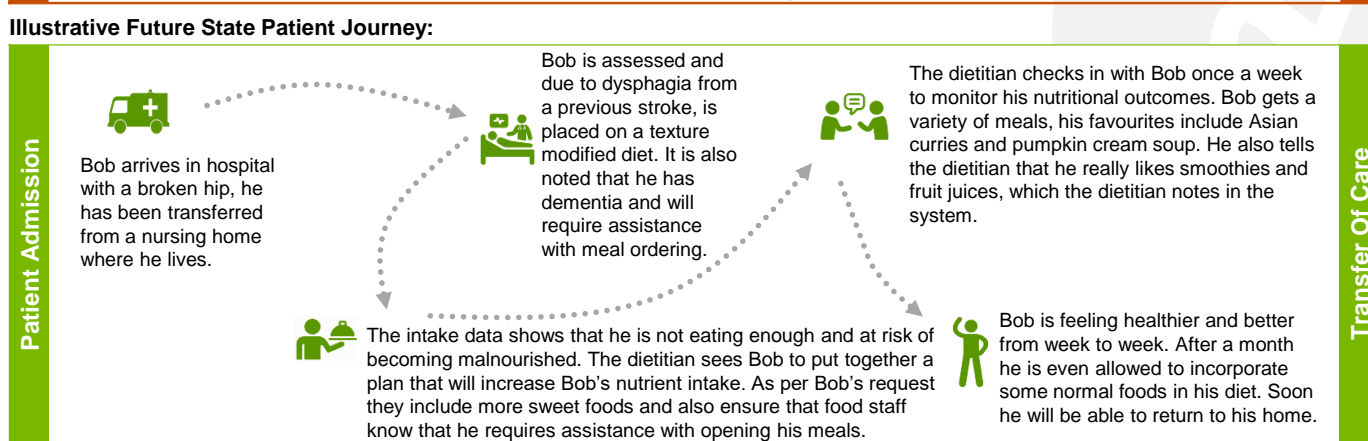 Illustrative Future State Patient Journey:
Patient Admission
Bob arrives in hospital
with a broken hip, he
has been transferred
from a nursing home
where he lives.
Bob is assessed and
due to dysphagia from
a previous stroke, is
placed on a texture
modified diet. It is also
noted that he has
dementia and will
require assistance
with meal ordering.
The intake data shows that he is not eating enough and at risk of
becoming malnourished. The dietitian sees Bob to put together a
plan that will increase Bob’s nutrient intake. As per Bob’s request
they include more sweet foods and also ensure that food staff
know that he requires assistance with opening his meals.
The dietitian checks in with Bob once a week
to monitor his nutritional outcomes. Bob gets a
variety of meals, his favourites include Asian
curries and pumpkin cream soup. He also tells
the dietitian that he really likes smoothies and
fruit juices, which the dietitian notes in the
system.
Bob is feeling healthier and better
from week to week. After a month
he is even allowed to incorporate
some normal foods in his diet. Soon
he will be able to return to his home.
Transfer Of Care